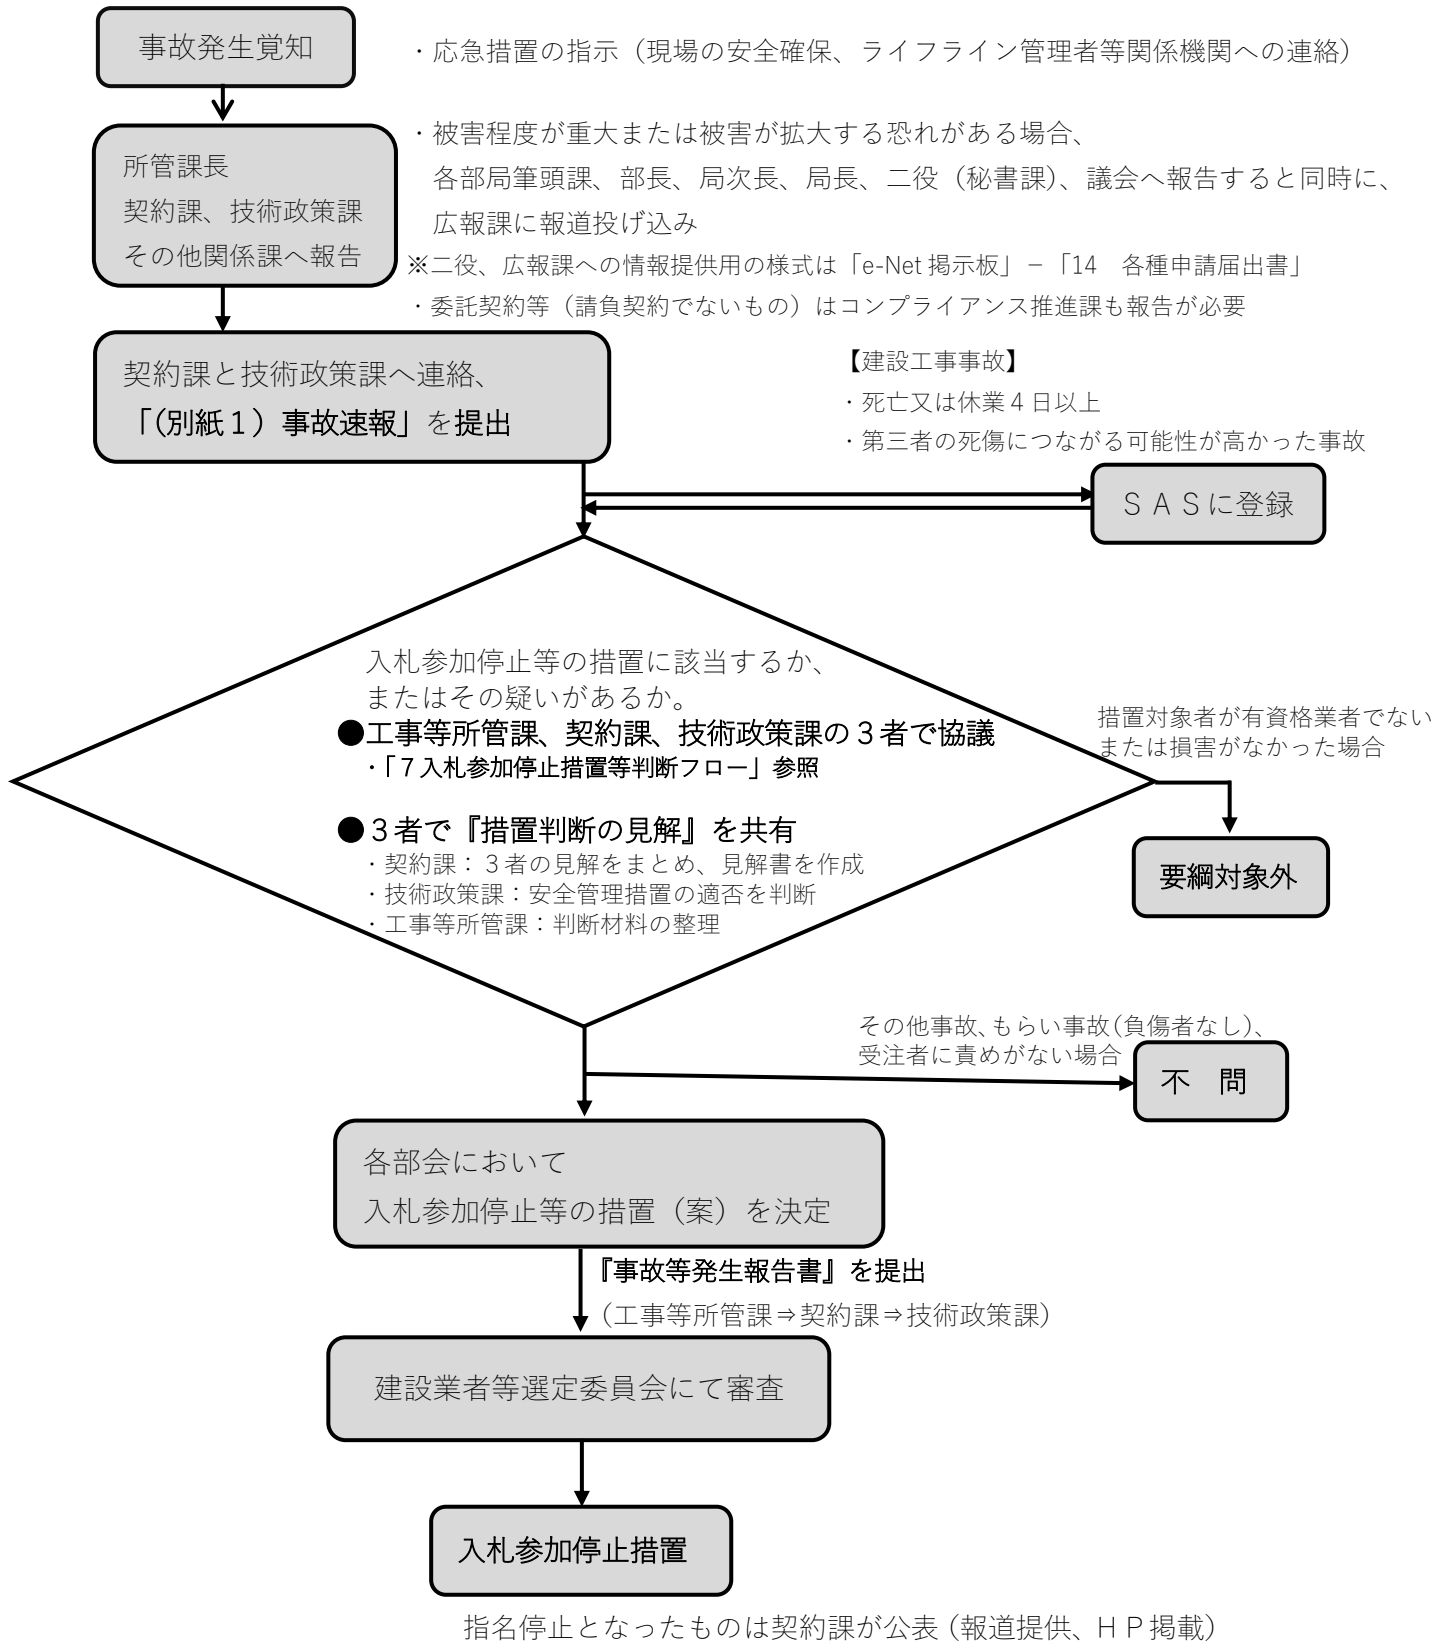 事故発生覚知
・応急措置の指示（現場の安全確保、ライフライン管理者等関係機関への連絡）
所管課長
契約課、技術政策課
その他関係課へ報告
・被害程度が重大または被害が拡大する恐れがある場合、
各部局筆頭課、部長、局次長、局長、二役（秘書課）、議会へ報告すると同時に、
広報課に報道投げ込み
※二役、広報課への情報提供用の様式は「e-Net 掲示板」－「14　各種申請届出書」
・委託契約等（請負契約でないもの）はコンプライアンス推進課も報告が必要
契約課と技術政策課へ連絡、
「（別紙１）事故速報」を提出
【建設工事事故】
・死亡又は休業４日以上
・第三者の死傷につながる可能性が高かった事故
ＳＡＳに登録
入札参加停止等の措置に該当するか、
またはその疑いがあるか。
●工事等所管課、契約課、技術政策課の３者で協議
・「７入札参加停止措置等判断フロー」参照
●３者で『措置判断の見解』を共有
・契約課：３者の見解をまとめ、見解書を作成
・技術政策課：安全管理措置の適否を判断
・工事等所管課：判断材料の整理
措置対象者が有資格業者でない
または損害がなかった場合
要綱対象外
その他事故、もらい事故（負傷者なし）、
受注者に責めがない場合
不　問
各部会において
入札参加停止等の措置（案）を決定
『事故等発生報告書』を提出
（工事等所管課⇒契約課⇒技術政策課）
建設業者等選定委員会にて審査
入札参加停止措置
指名停止となったものは契約課が公表（報道提供、ＨＰ掲載）